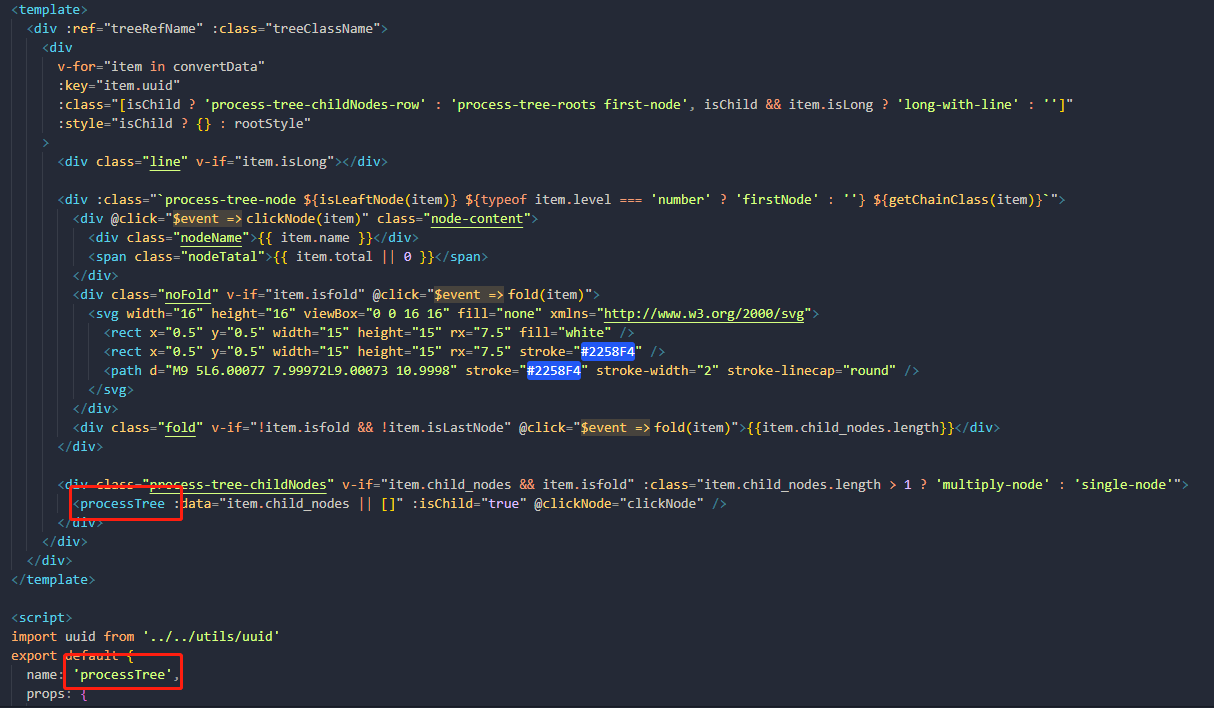 <template>
<div :ref="treeRefName" :class="treeClassName">
<div
v-for="item in convertData"
:key="item.uuid"
:class="[isChild ? 'process-tree-childNodes-row' : 'process-tree-roots first-node', isChild && item.isLong ? 'long-with-line' : '']"
:style="isChild ? {} : rootStyle"
>
<div class="line" v-if="item.isLong"></div>
<div :class="`process-tree-node ${isLeaftNode(item)} ${typeof item.level === 'number' ? 'firstNode' : ''} ${getChainClass(item)}`">
<div @click="$event => clickNode(item)" class="node-content">
<div class="nodeName">{{ item.name }}</div>
<span class="nodeTatal">{{ item.total || 0 }}</span>
</div>
<div class="noFold" v-if="item.isfold" @click="$event => fold(item)">
<svg width="16" height="16" viewBox="0 0 16 16" fill="none" xmlns="http://www.w3.org/2000/svg">
<rect x="0.5" y="0.5" width="15" height="15" rx="7.5" fill="white" />
<rect x="0.5" y="0.5" width="15" height="15" rx="7.5" stroke="#2258F4" />
<path d="M9 5L6.00077 7.99972L9.00073 10.9998" stroke="#2258F4" stroke-width="2" stroke-linecap="round" />
</svg>
</div>
<div class="fold" v-if="!item.isfold && !item.isLastNode" @click="$event => fold(item)">{{item.child_nodes.length}}</div>
</div>
<div class="process-tree-childNodes" v-if="item.child_nodes && item.isfold" :class="item.child_nodes.length > 1 ? 'multiply-node' : 'single-node'">
<processTree :data="item.child_nodes || []" :isChild="true" @clickNode="clickNode" />
</div>
</div>
</div>
</template>
<script>
import uuid from '../../utils/uuid'
export default {
name: 'processTree',
props: {